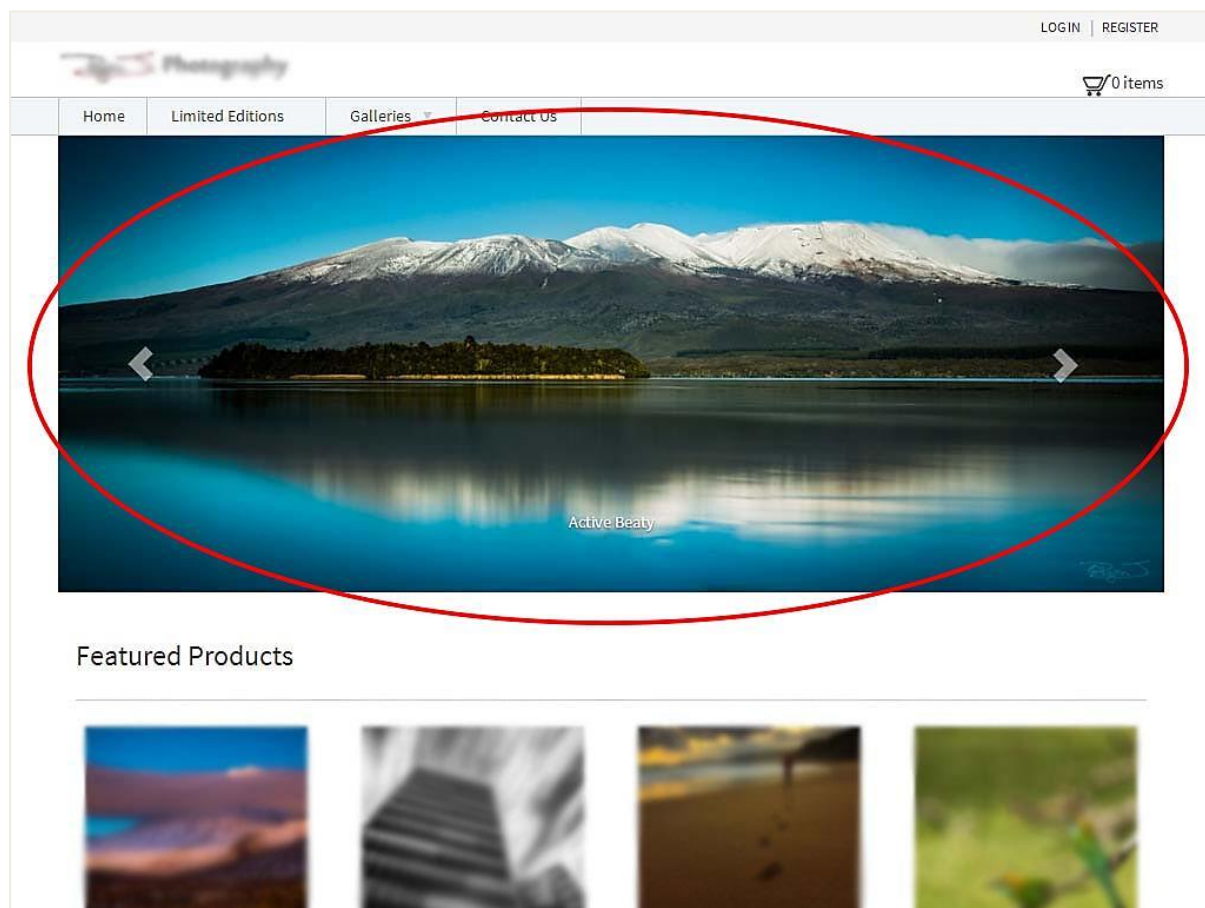 LOGIN | REGISTER
Photography
0 items
Home Limited Editions Galleries Contact Us
Active Beaty
Featured Products